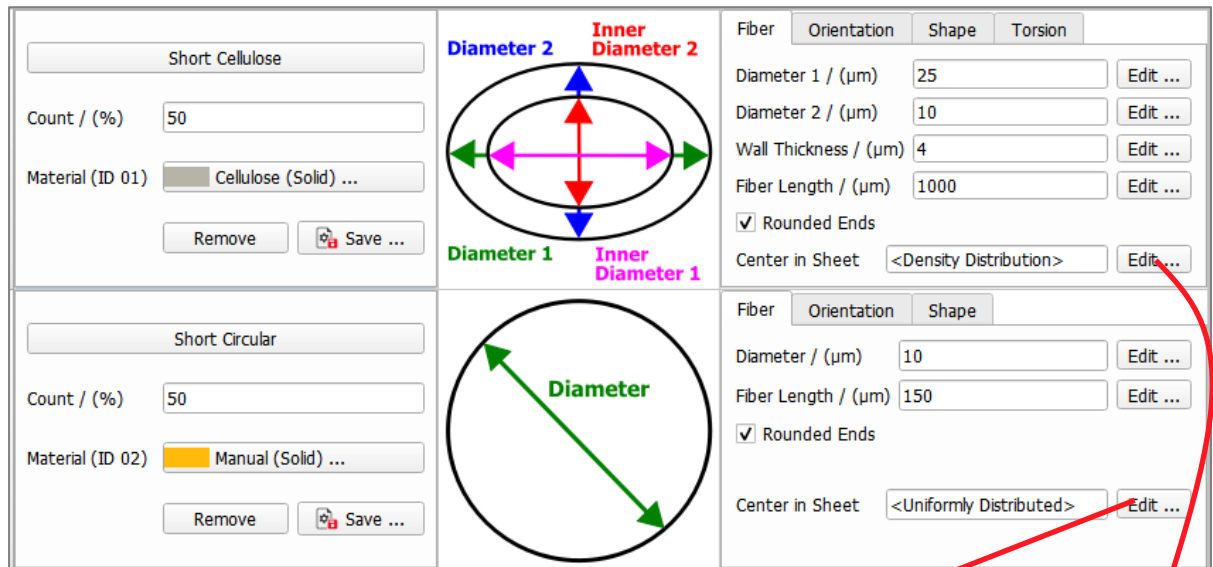 Short Cellulose
Count / (%) 50
Material (ID 01) Cellulose (Solid) ...
Remove Save ...
Diameter 2
Inner
Diameter 2
Diameter 1
Inner
Diameter 1
Fiber Orientation Shape Torsion
Diameter 1 / (µm) 25 Edit ...
Diameter 2 / (µm) 10 Edit ...
Wall Thickness / (µm) 4 Edit ...
Fiber Length / (µm) 1000 Edit ...
Rounded Ends
Center in Sheet <Density Distribution> Edit ...
Short Circular
Count / (%) 50
Material (ID 02) Manual (Solid) ...
Remove Save ...
Diameter
Fiber Orientation Shape
Diameter / (µm) 10 Edit ...
Fiber Length / (µm) 150 Edit ...
Rounded Ends
Center in Sheet <Uniformly Distributed> Edit ...